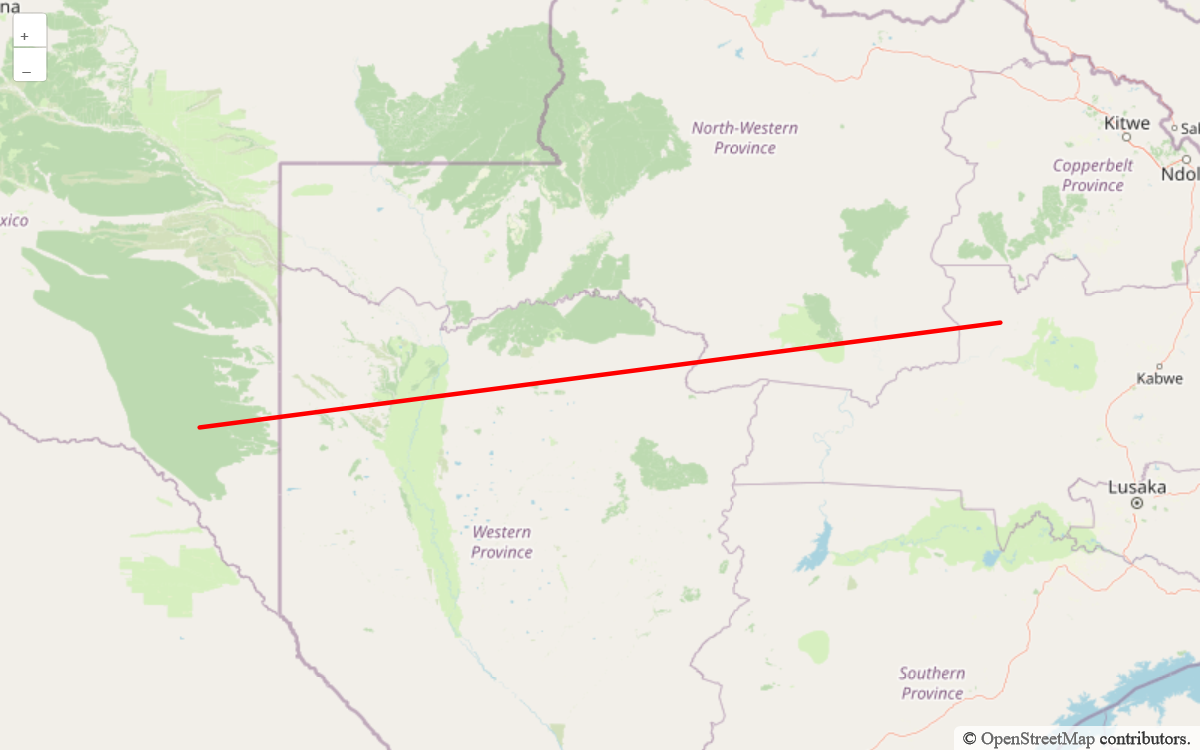 na
+
−
North-Western
Province
Kitwe
Sal
Copperbelt
Province
Ndol
xico
Kabwe
Lusaka
Western
Province
Southern
Province
© OpenStreetMap contributors.